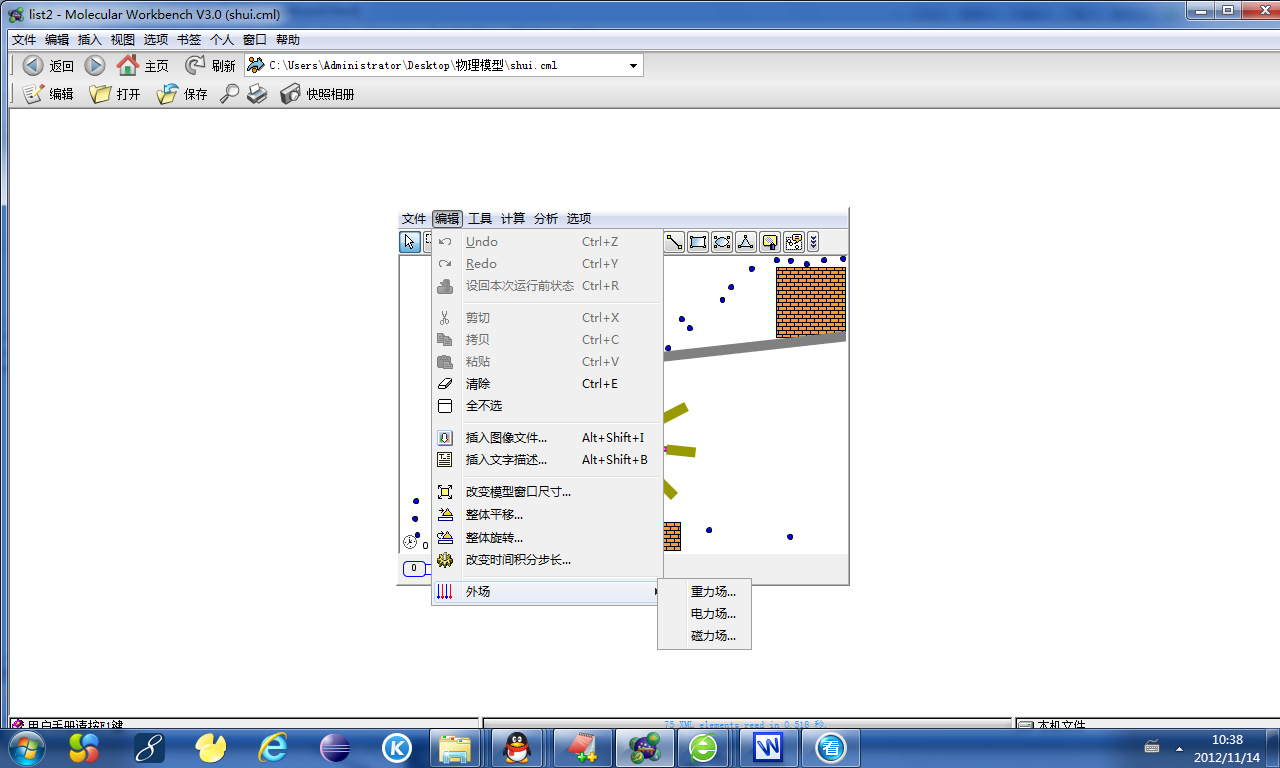 list2 - Molecular Workbench V3.0 (shui.cml)
文件 编辑 插入 视图 选项 书签 个人 窗口 帮助
返回 主页 刷新 C:\Users\Administrator\Desktop\物理模型\shui.cml
编辑 打开 保存 快照相册
文件 编辑 工具 计算 分析 选项
Undo Ctrl+Z
Redo Ctrl+Y
设回本次运行前状态 Ctrl+R
剪切 Ctrl+X
拷贝 Ctrl+C
粘贴 Ctrl+V
清除 Ctrl+E
全不选
插入图像文件... Alt+Shift+I
插入文字描述... Alt+Shift+B
改变模型窗口尺寸...
整体平移...
整体旋转...
0
改变时间积分步长...
0
外场
重力场...
电力场...
磁力场...
用户手册请按F1键 75 XML elements read in 0.518 秒. 本机文件
10:38
2012/11/14